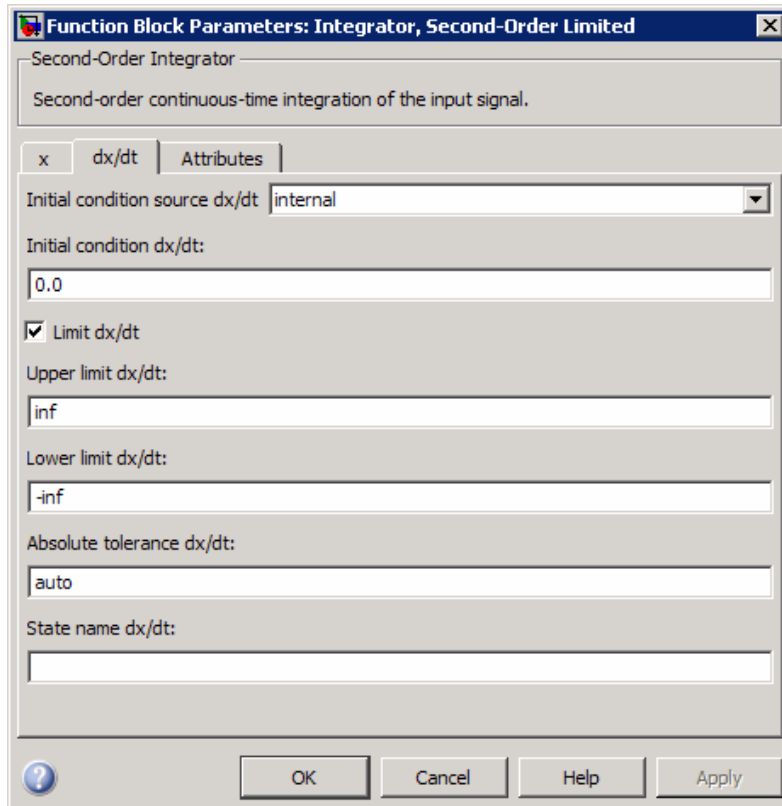 Function Block Parameters: Integrator, Second-Order Limited
Second-Order Integrator
Second-order continuous-time integration of the input signal.
x dx/dt Attributes
Initial condition source dx/dt internal
Initial condition dx/dt:
0.0
Limit dx/dt
Upper limit dx/dt:
inf
Lower limit dx/dt:
-inf
Absolute tolerance dx/dt:
auto
State name dx/dt:
? OK Cancel Help Apply